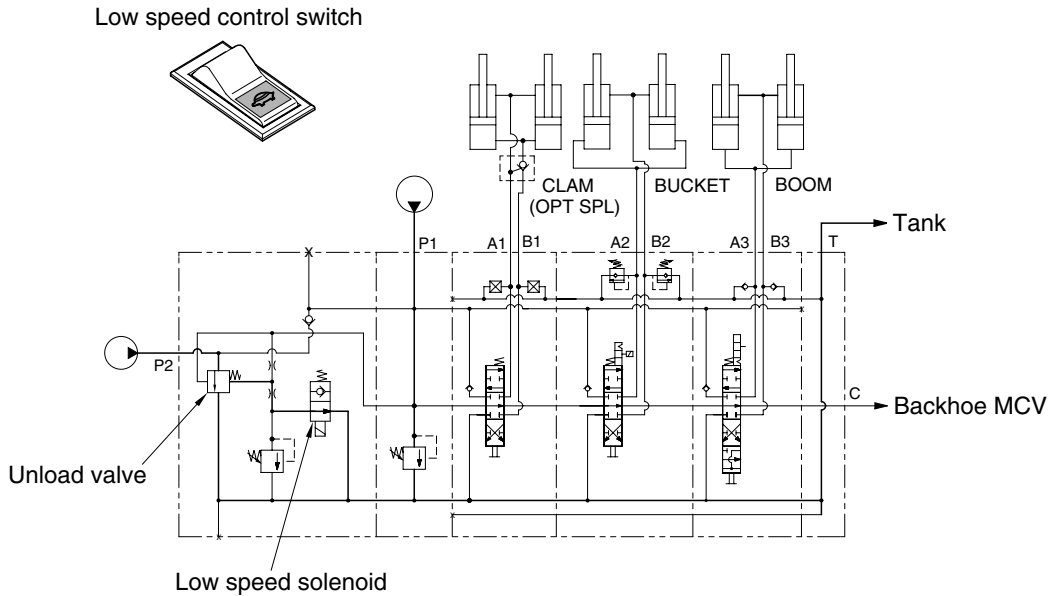 Low speed control switch
CLAM
(OPT SPL)
BUCKET
BOOM
Tank
P1
A1
B1
A2
B2
A3
B3
T
P2
C
Backhoe MCV
Unload valve
Low speed solenoid